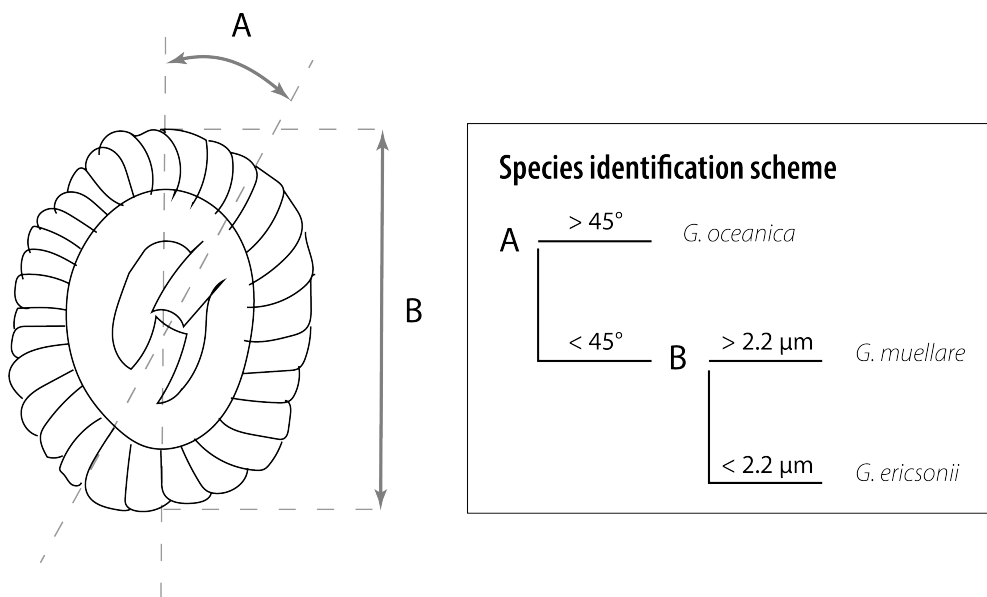 A
B
Species identification scheme
A
> 45°
G. oceanica
< 45°
B
> 2.2 µm
G. muellare
< 2.2 µm
G. ericsonii